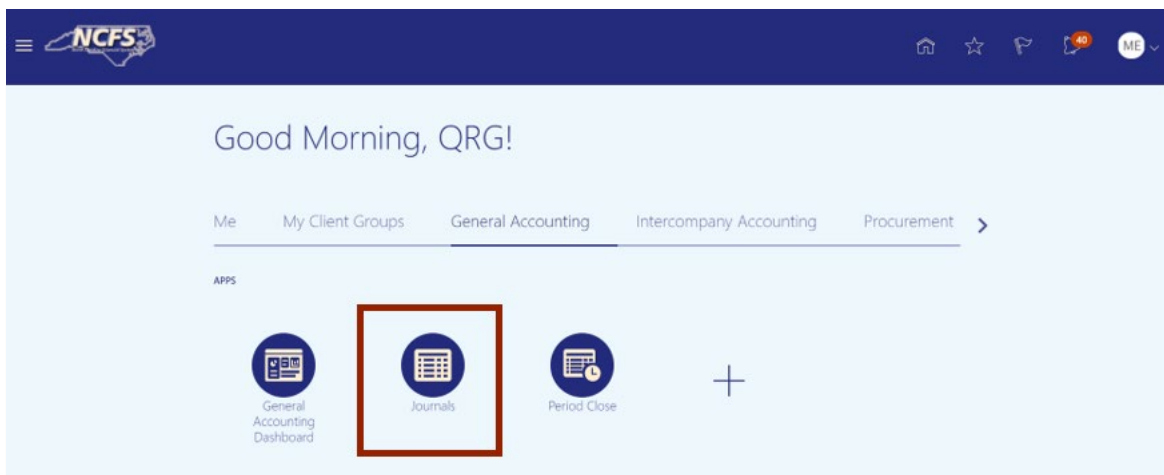 NCFS
40
ME
Good Morning, QRG!
Me My Client Groups General Accounting Intercompany Accounting Procurement
APPS
General Accounting Dashboard
Journals
Period Close